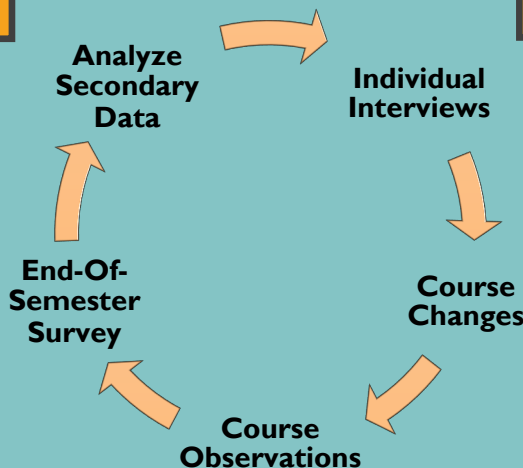 Analyze
Secondary
Data
Individual
Interviews
Course
Changes
Course
Observations
End-Of-
Semester
Survey